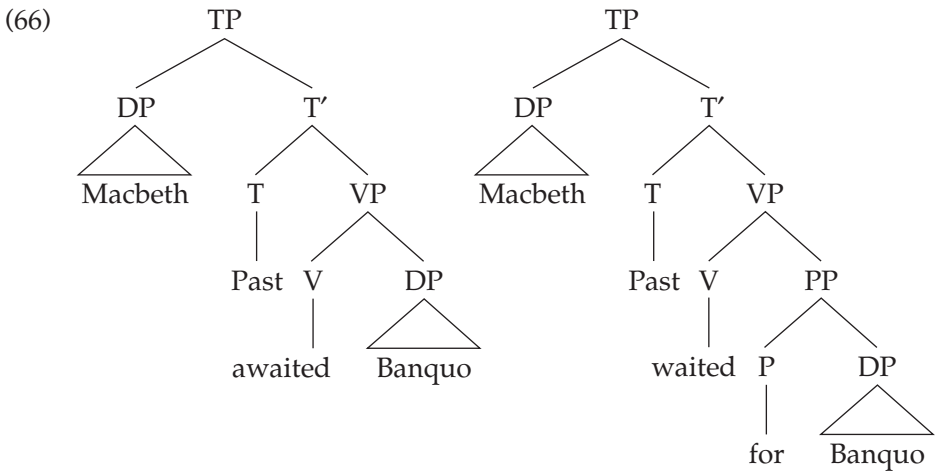 (66) TP TP
DP T′ DP T′
Macbeth T VP Macbeth T VP
Past V DP Past V PP
awaited Banquo waited P DP
for Banquo